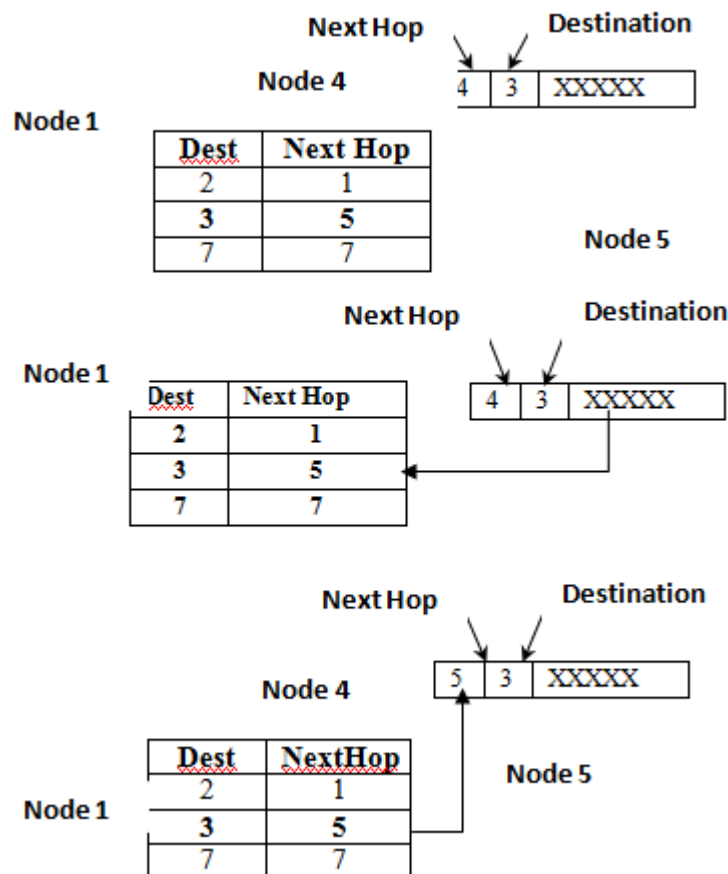 Next Hop Destination
Node 4
4 3 XXXXX
Node 1
Dest Next Hop
2 1
3 5
7 7
Node 5
Next Hop Destination
Node 1
Dest Next Hop
4 3 XXXXX
2 1
3 5
7 7
Next Hop Destination
5 3 XXXXX
Node 4
Dest NextHop
2 1
Node 5
Node 1
3 5
7 7